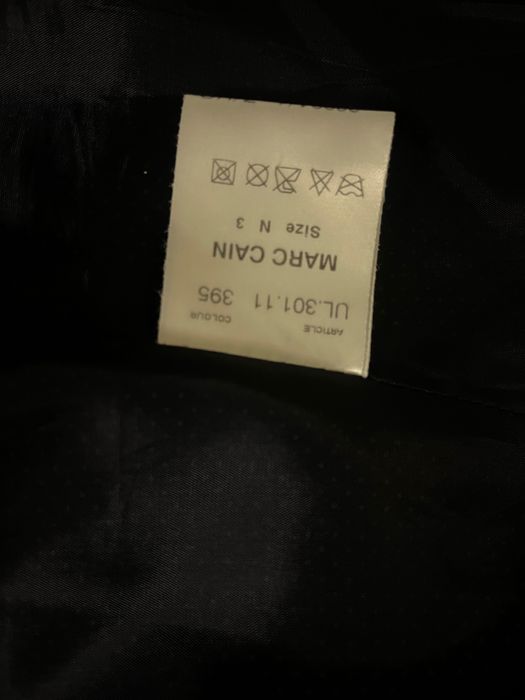 ARTICLE COLOUR
UL.301.11 395
MARC CAIN
Size N 3